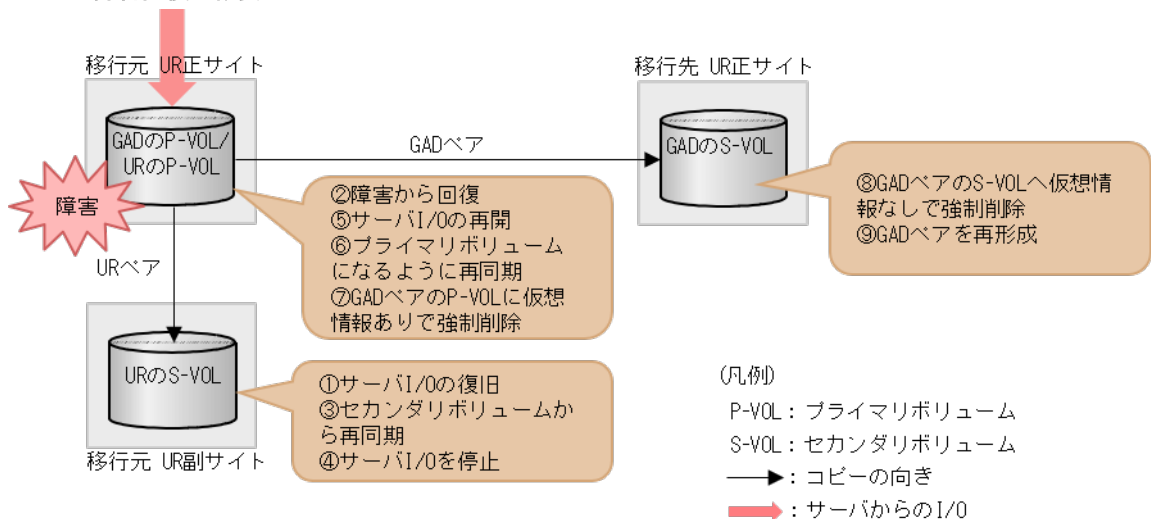 移行元 UR正サイト
移行先 UR正サイト
GADのP-VOL/
URのP-VOL
GADペア
GADのS-VOL
障害
②障害から回復
⑤サーバI/Oの再開
⑥プライマリボリューム
になるように再同期
⑦GADペアのP-VOLに仮想
情報ありで強制削除
⑧GADペアのS-VOLへ仮想情
報なしで強制削除
⑨GADペアを再形成
URペア
URのS-VOL
①サーバI/Oの復旧
③セカンダリボリュームか
ら再同期
④サーバI/Oを停止
移行元 UR副サイト
(凡例)
P-VOL：プライマリボリューム
S-VOL：セカンダリボリューム
：コピーの向き
：サーバからのI/O